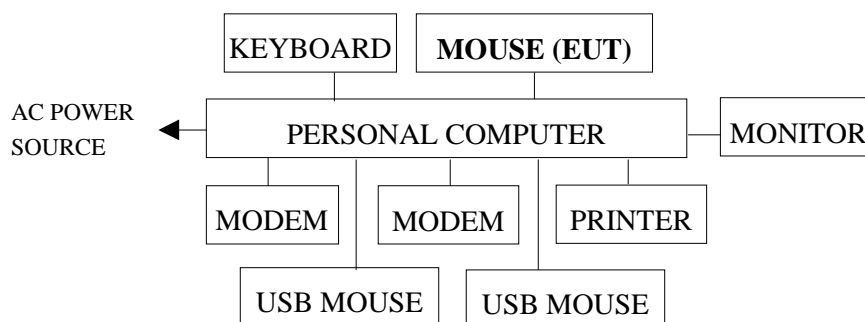 KEYBOARD
MOUSE (EUT)
AC POWER
SOURCE
PERSONAL COMPUTER
MONITOR
MODEM
MODEM
PRINTER
USB MOUSE
USB MOUSE